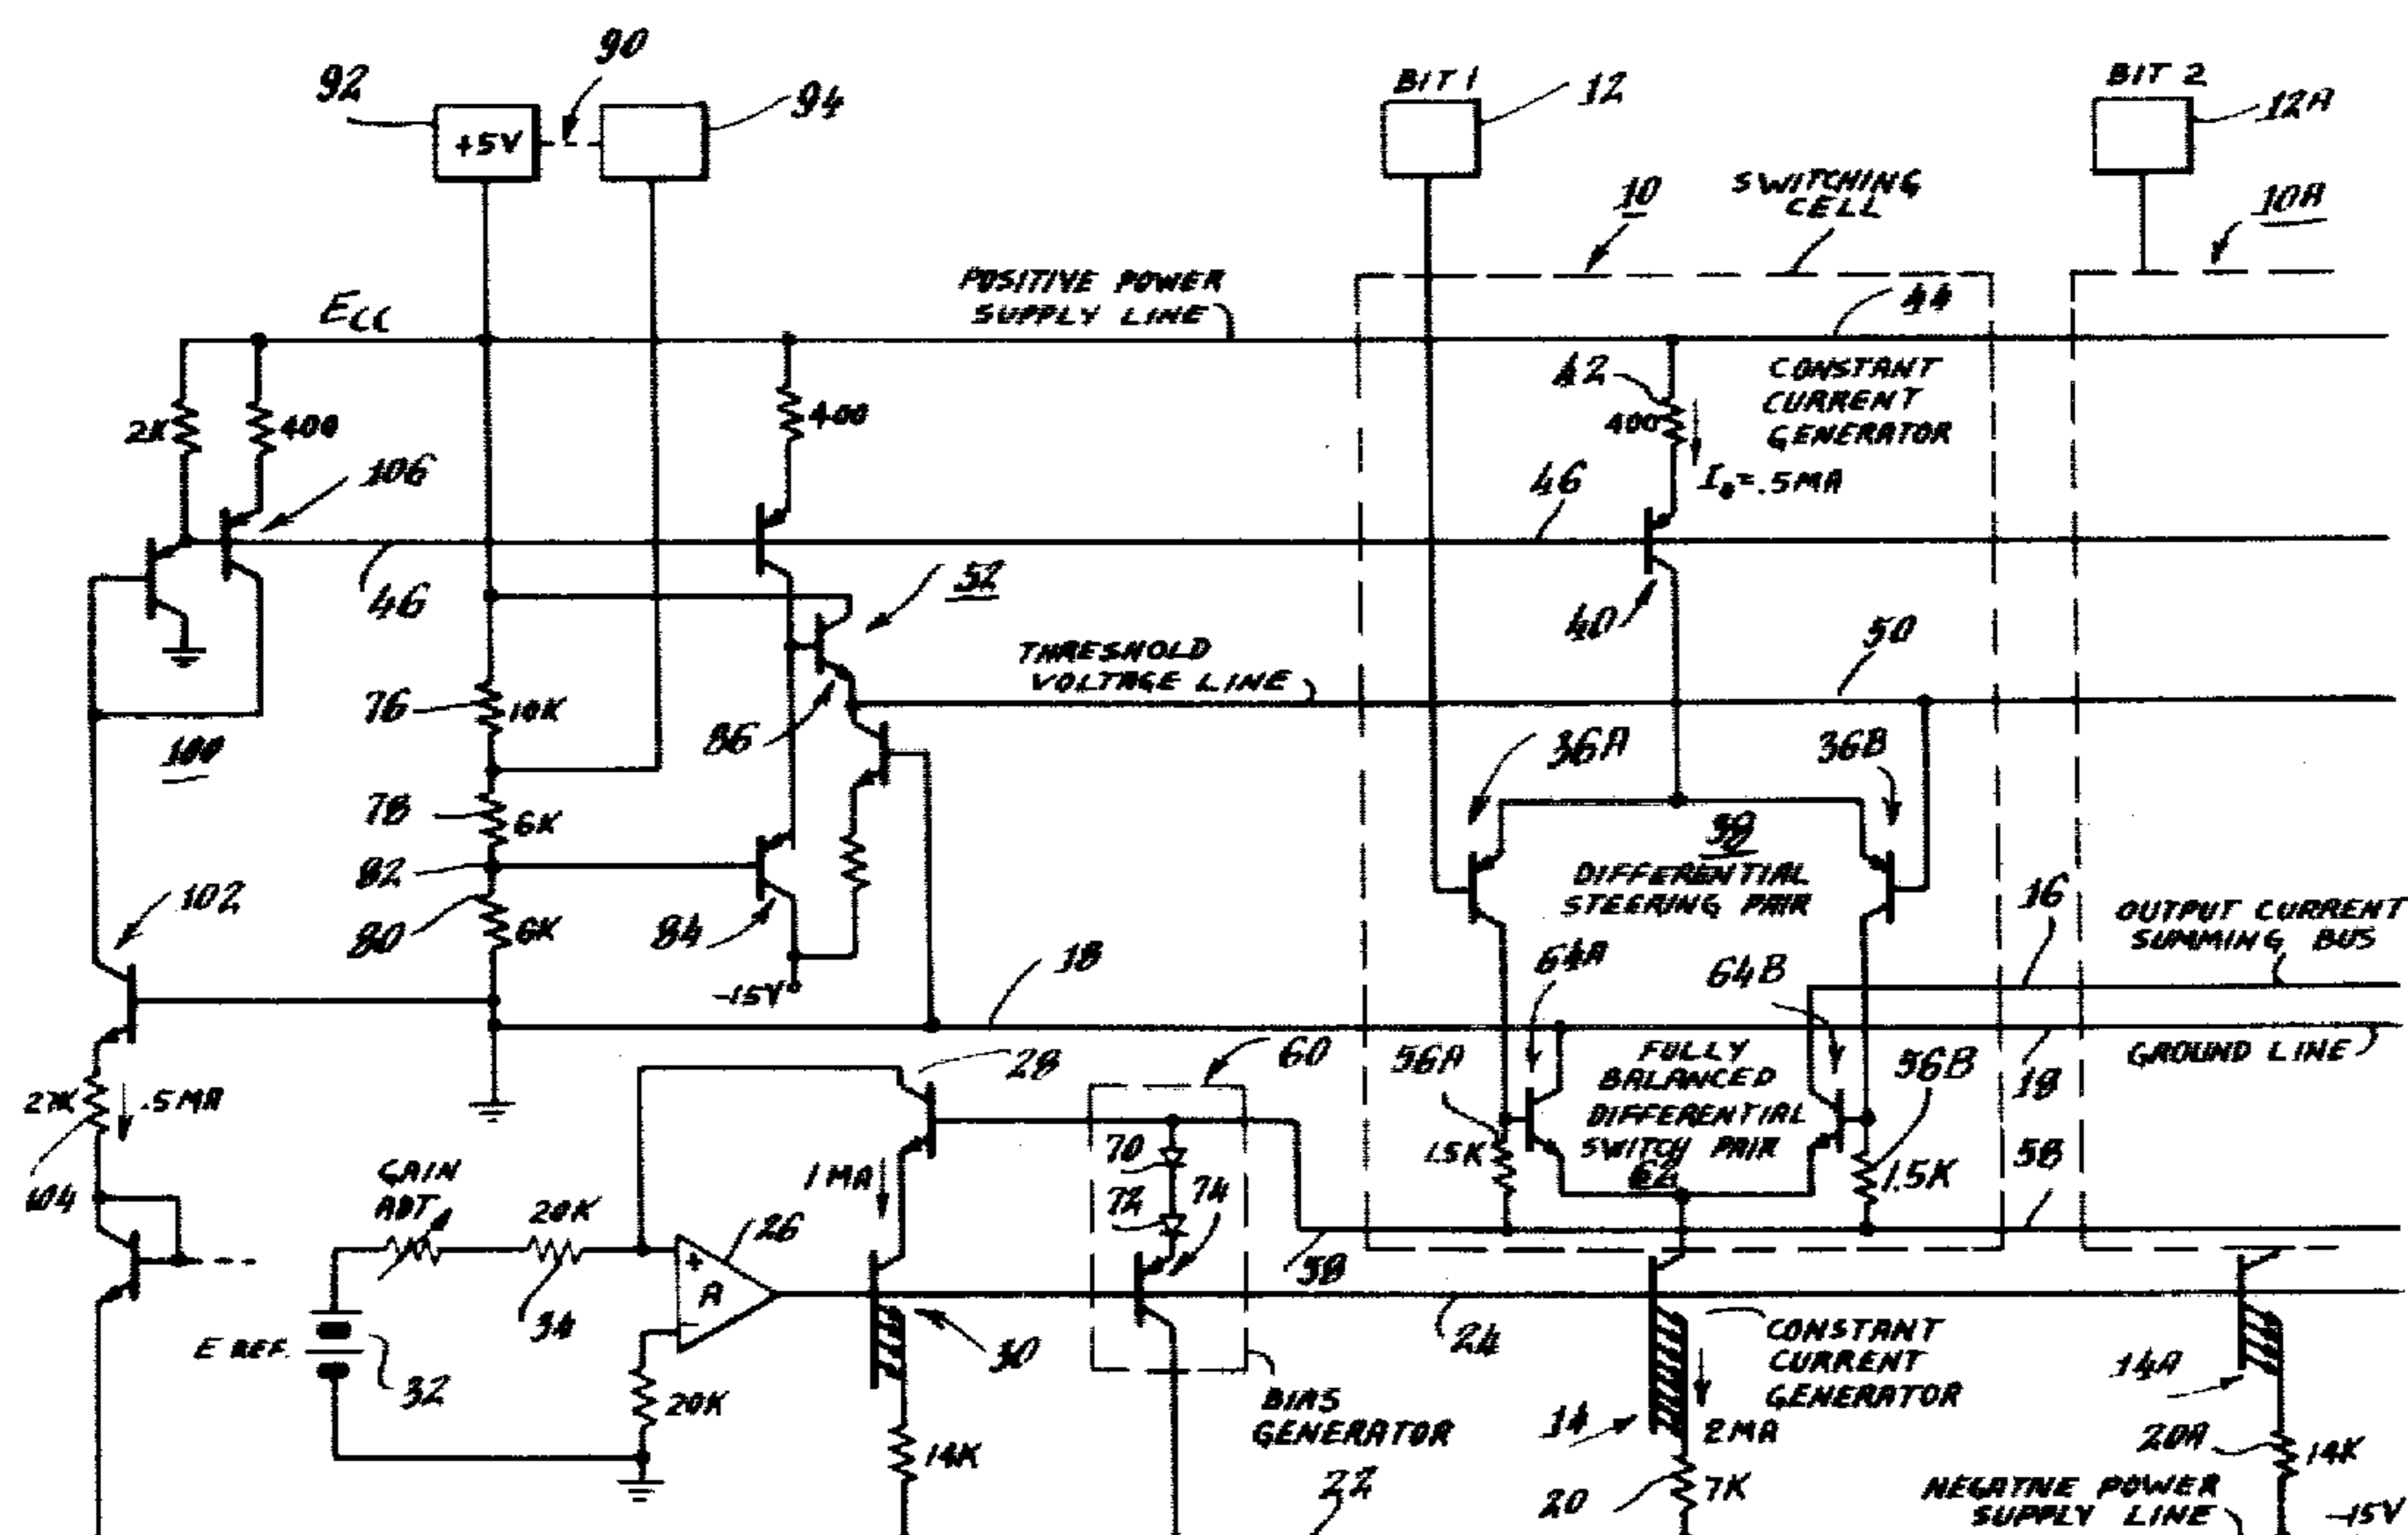 90
92
+5V
94
BIT 1
12
BIT 2
12A
SWITCHING
CELL
10
10A
POSITIVE POWER
SUPPLY LINE
ECC
44
42
CONSTANT
CURRENT
GENERATOR
2K
400
400
400
106
46
I₀=.5MA
46
52
40
50
THRESHOLD
VOLTAGE LINE
76
10K
86
36A
36B
100
78
6K
38
DIFFERENTIAL
STEERING PAIR
82
102
80
6K
84
16
OUTPUT CURRENT
SUMMING BUS
64A
64B
18
-15V
60
28
56A
FULLY
BALANCED
DIFFERENTIAL
SWITCH PAIR
62
56B
GROUND LINE
18
27K
.5MA
70
72
74
1.5K
1.5K
58
1MA
104
GAIN
ADT
20K
26
+
A
-
58
34
E REF.
32
30
24
CONSTANT
CURRENT
GENERATOR
14A
20K
BIAS
GENERATOR
14
2MA
14K
22
20
7K
20A
14K
NEGATIVE POWER
SUPPLY LINE
-15V